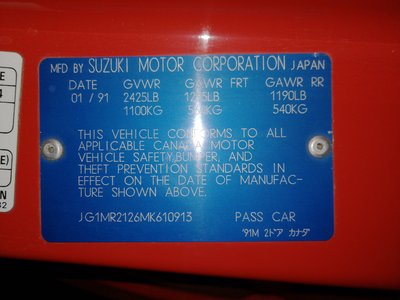 MFD BY SUZUKI MOTOR CORPORATION JAPAN
DATE GVWR GAWR FRT GAWR RR
01 / 91 2425LB 1190LB
1100KG 540KG
THIS VEHICLE CONFORMS TO ALL
APPLICABLE CANADA MOTOR
VEHICLE SAFETY,BUMPER, AND
THEFT PREVENTION STANDARDS IN
EFFECT ON THE DATE OF MANUFAC-
TURE SHOWN ABOVE.
JG1MR2126MK610913 PASS CAR
'91M 2ドア カナダ